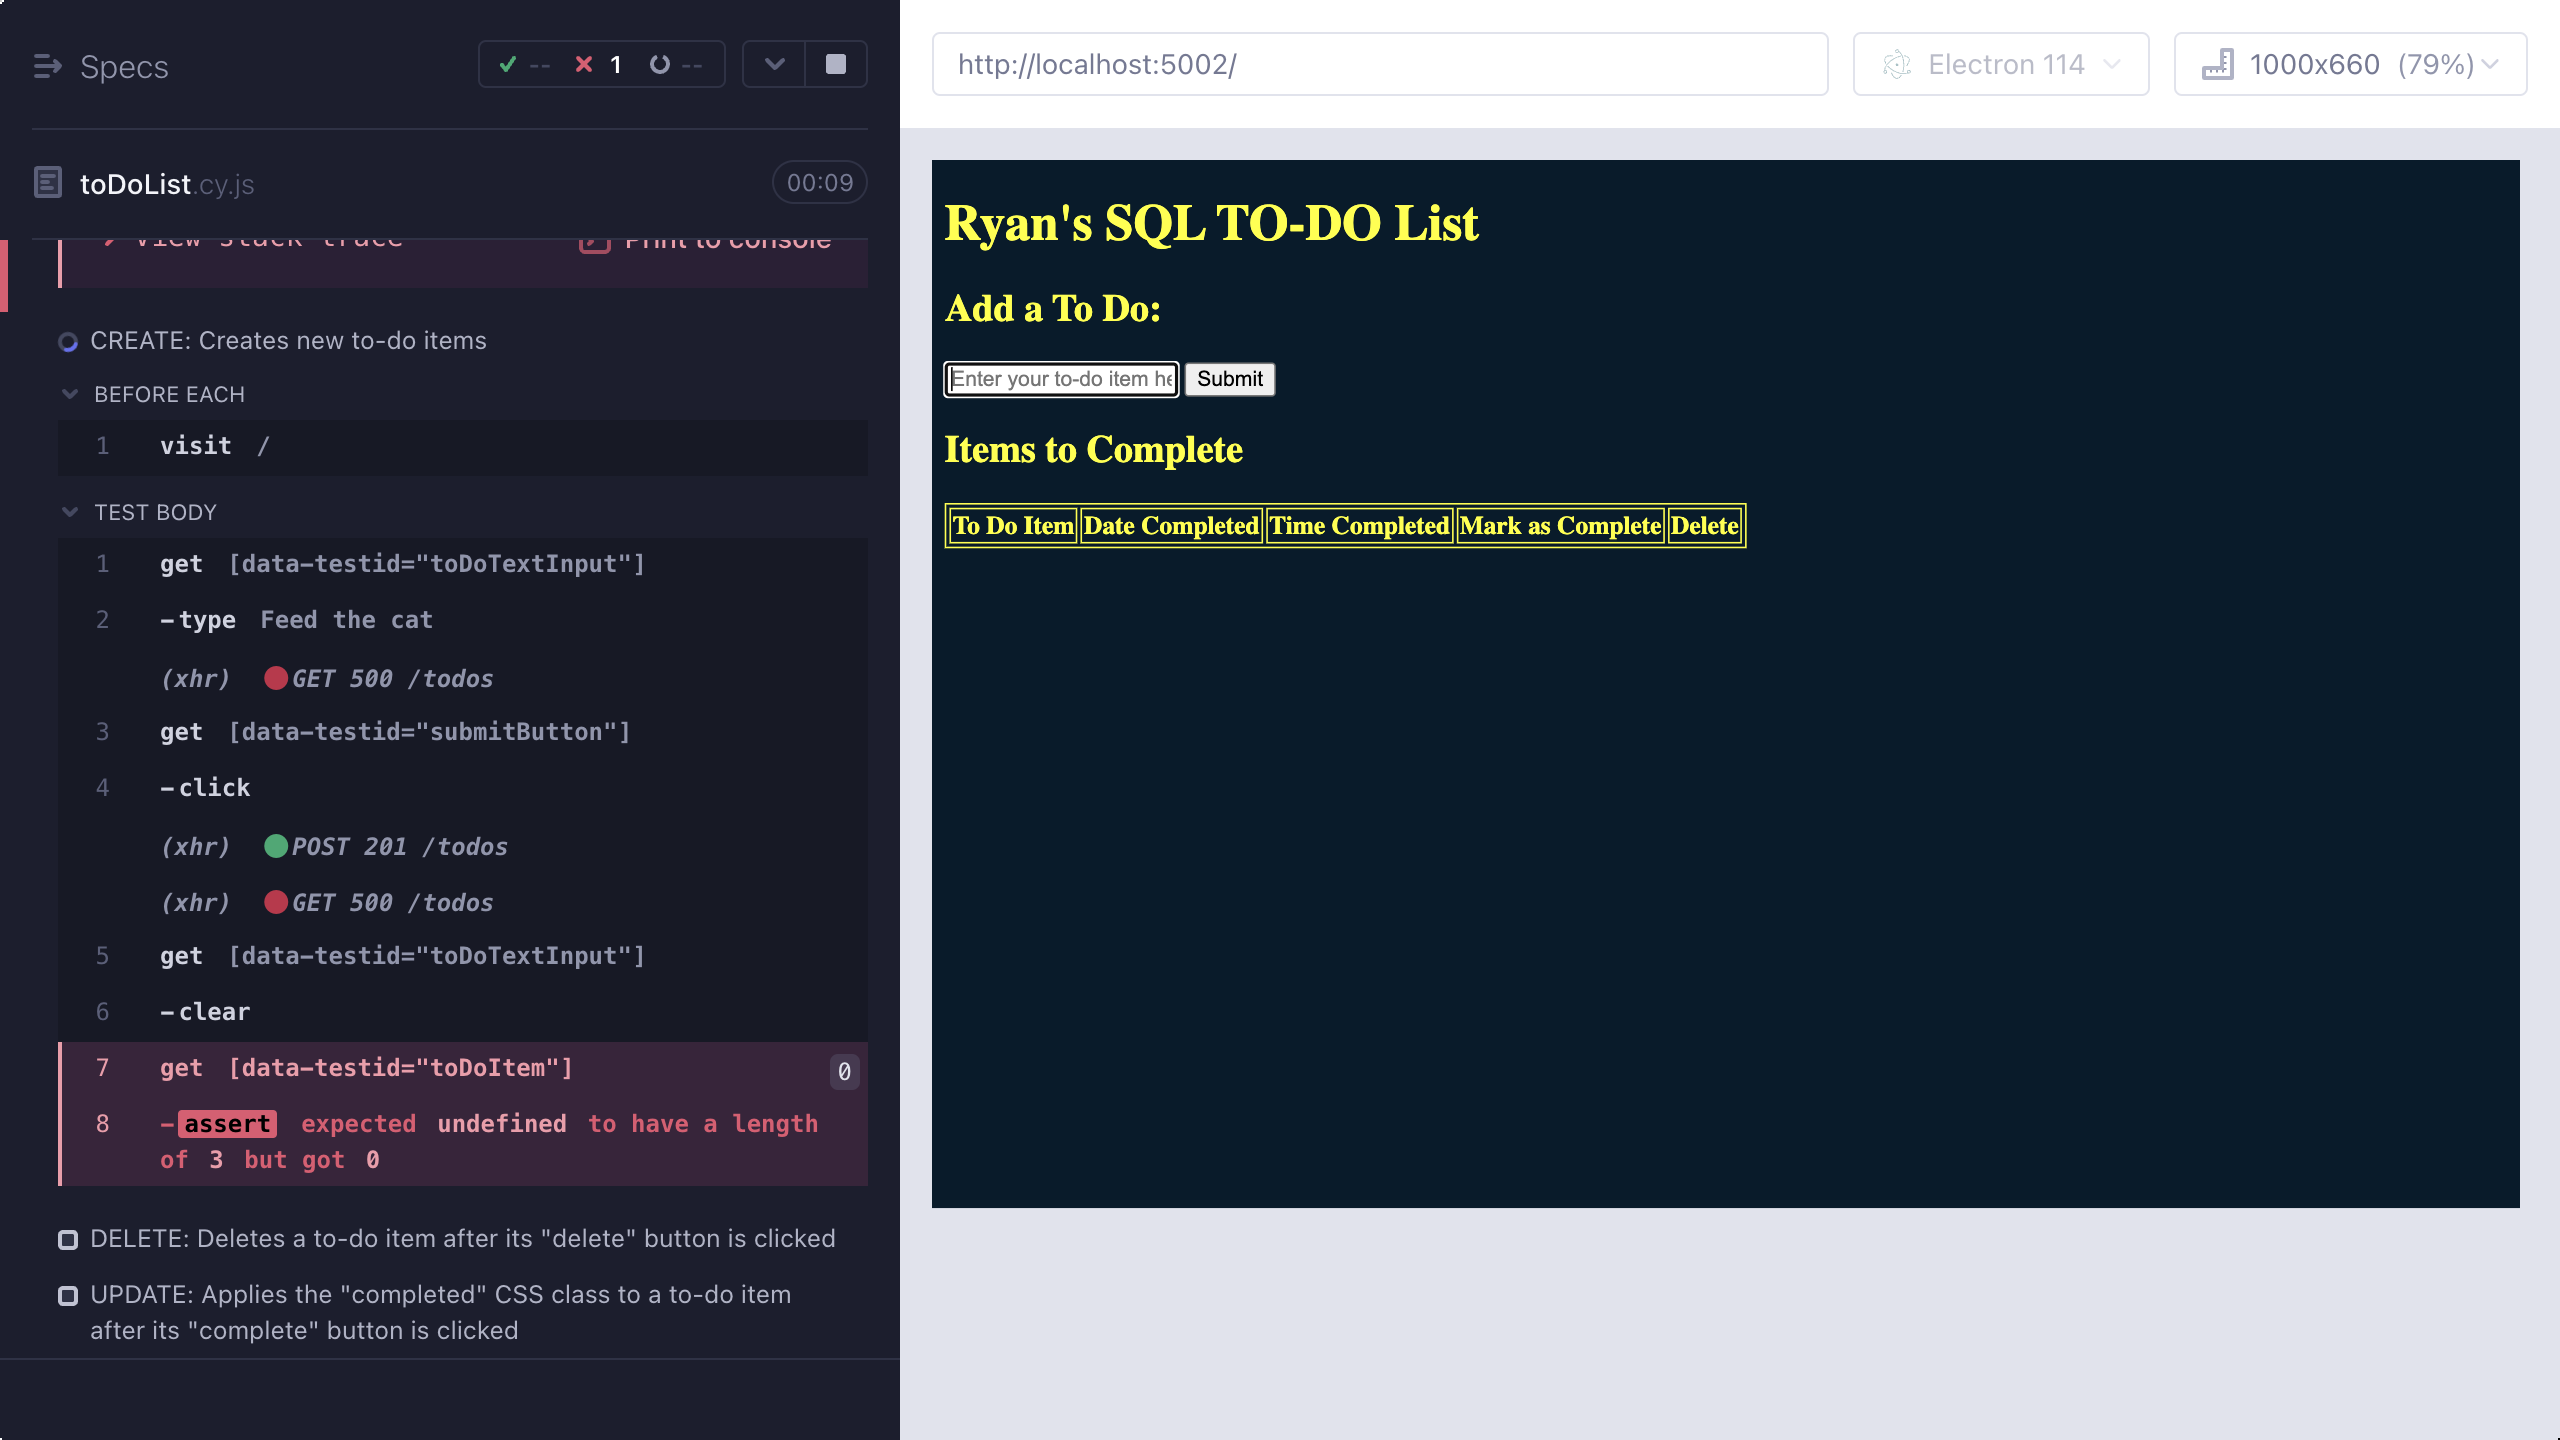 Specs
-- 1 --
toDoList.cy.js
00:09
View stack trace
Print to console
CREATE: Creates new to-do items
BEFORE EACH
1 visit /
TEST BODY
1 get [data-testid="toDoTextInput"]
2 -type Feed the cat
(xhr) GET 500 /todos
3 get [data-testid="submitButton"]
4 -click
(xhr) POST 201 /todos
(xhr) GET 500 /todos
5 get [data-testid="toDoTextInput"]
6 -clear
7 get [data-testid="toDoItem"] 0
8 -assert expected undefined to have a length
of 3 but got 0
DELETE: Deletes a to-do item after its "delete" button is clicked
UPDATE: Applies the "completed" CSS class to a to-do item
after its "complete" button is clicked
http://localhost:5002/
Electron 114
1000x660 (79%)
Ryan's SQL TO-DO List
Add a To Do:
Enter your to-do item he
Submit
Items to Complete
To Do Item Date Completed Time Completed Mark as Complete Delete